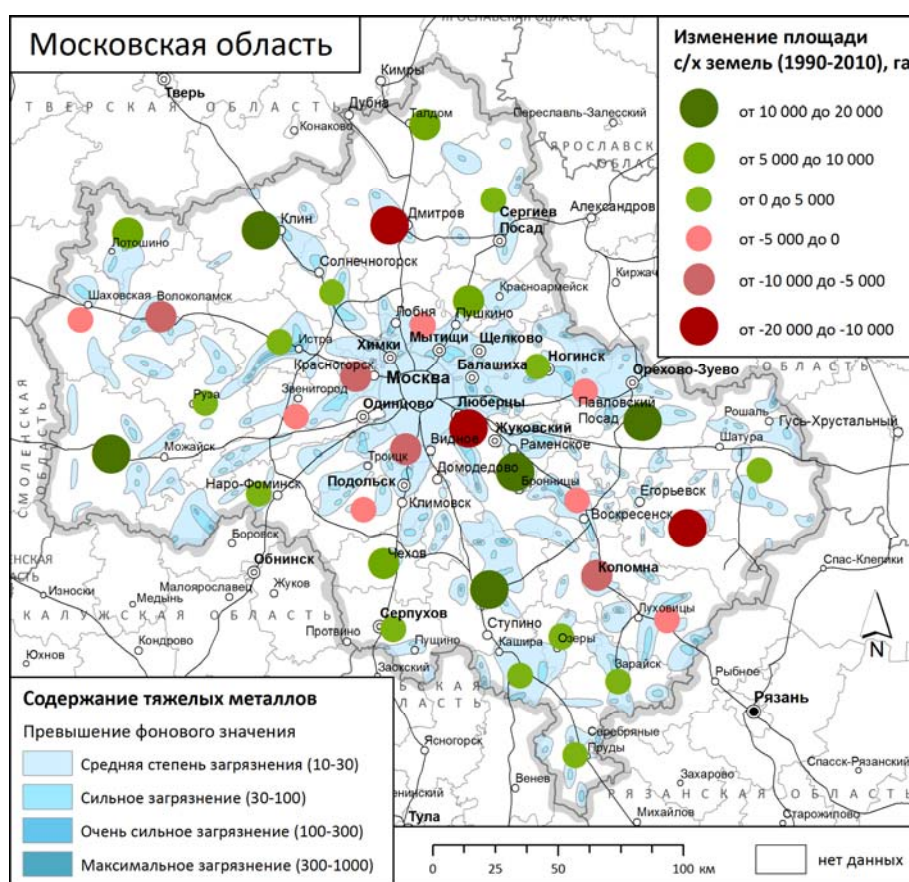 Московская область
ЯРОСЛАВСКАЯ ОБЛАСТЬ
Кимры
Тверь
ТВЕРСКАЯ ОБЛАСТЬ
Дубна
Талдом
Конаково
Переславль-Залесский
ЯРОСЛАВСКАЯ
Изменение площади
с/х земель (1990-2010), га
от 10 000 до 20 000
от 5 000 до 10 000
от 0 до 5 000
от -5 000 до 0
от -10 000 до -5 000
от -20 000 до -10 000
Клин
Дмитров
Сергиев
Посад
Александров
Лотошино
Солнечногорск
Киржач
Красноармейск
Шаховская
Волоколамск
Лобня
Пушкино
Истра
Химки
Мытищи
Щелково
Ногинск
ОБЛАСТЬ
Орехово-Зуево
Красногорск
Москва
Балашиха
Звенигород
Руза
Павловский
Посад
Одинцово
Люберцы
Рошаль
Гусь-Хрустальный
СМОЛЕНСКАЯ
ОБЛАСТЬ
Можайск
Видное
Жуковский
Раменское
Шатура
Троицк
Домодедово
Наро-Фоминск
Подольск
Бронницы
Егорьевск
Климовск
Воскресенск
Боровск
Обнинск
Чехов
Коломна
Спас-Клепики
Износки
Медынь
Малоярославец
Жуков
КАЛУЖСКАЯ ОБЛАСТЬ
Серпухов
Луховицы
Протвино
Ступино
Кондрово
Пущино
Кашира
Озеры
N
Юхнов
Заокский
Зарайск
Рыбное
Рязань
Содержание тяжелых металлов
Превышение фонового значения
Средняя степень загрязнения (10-30)
Сильное загрязнение (30-100)
Очень сильное загрязнение (100-300)
Максимальное загрязнение (300-1000)
Серебряные
Пруды
Ясногорск
Спасск-Рязанский
Венев
Захарово
РЯЗАНСКАЯ ОБЛАСТЬ
Тула
Михайлов
Старожилово
0 50 100 км
25
нет данных